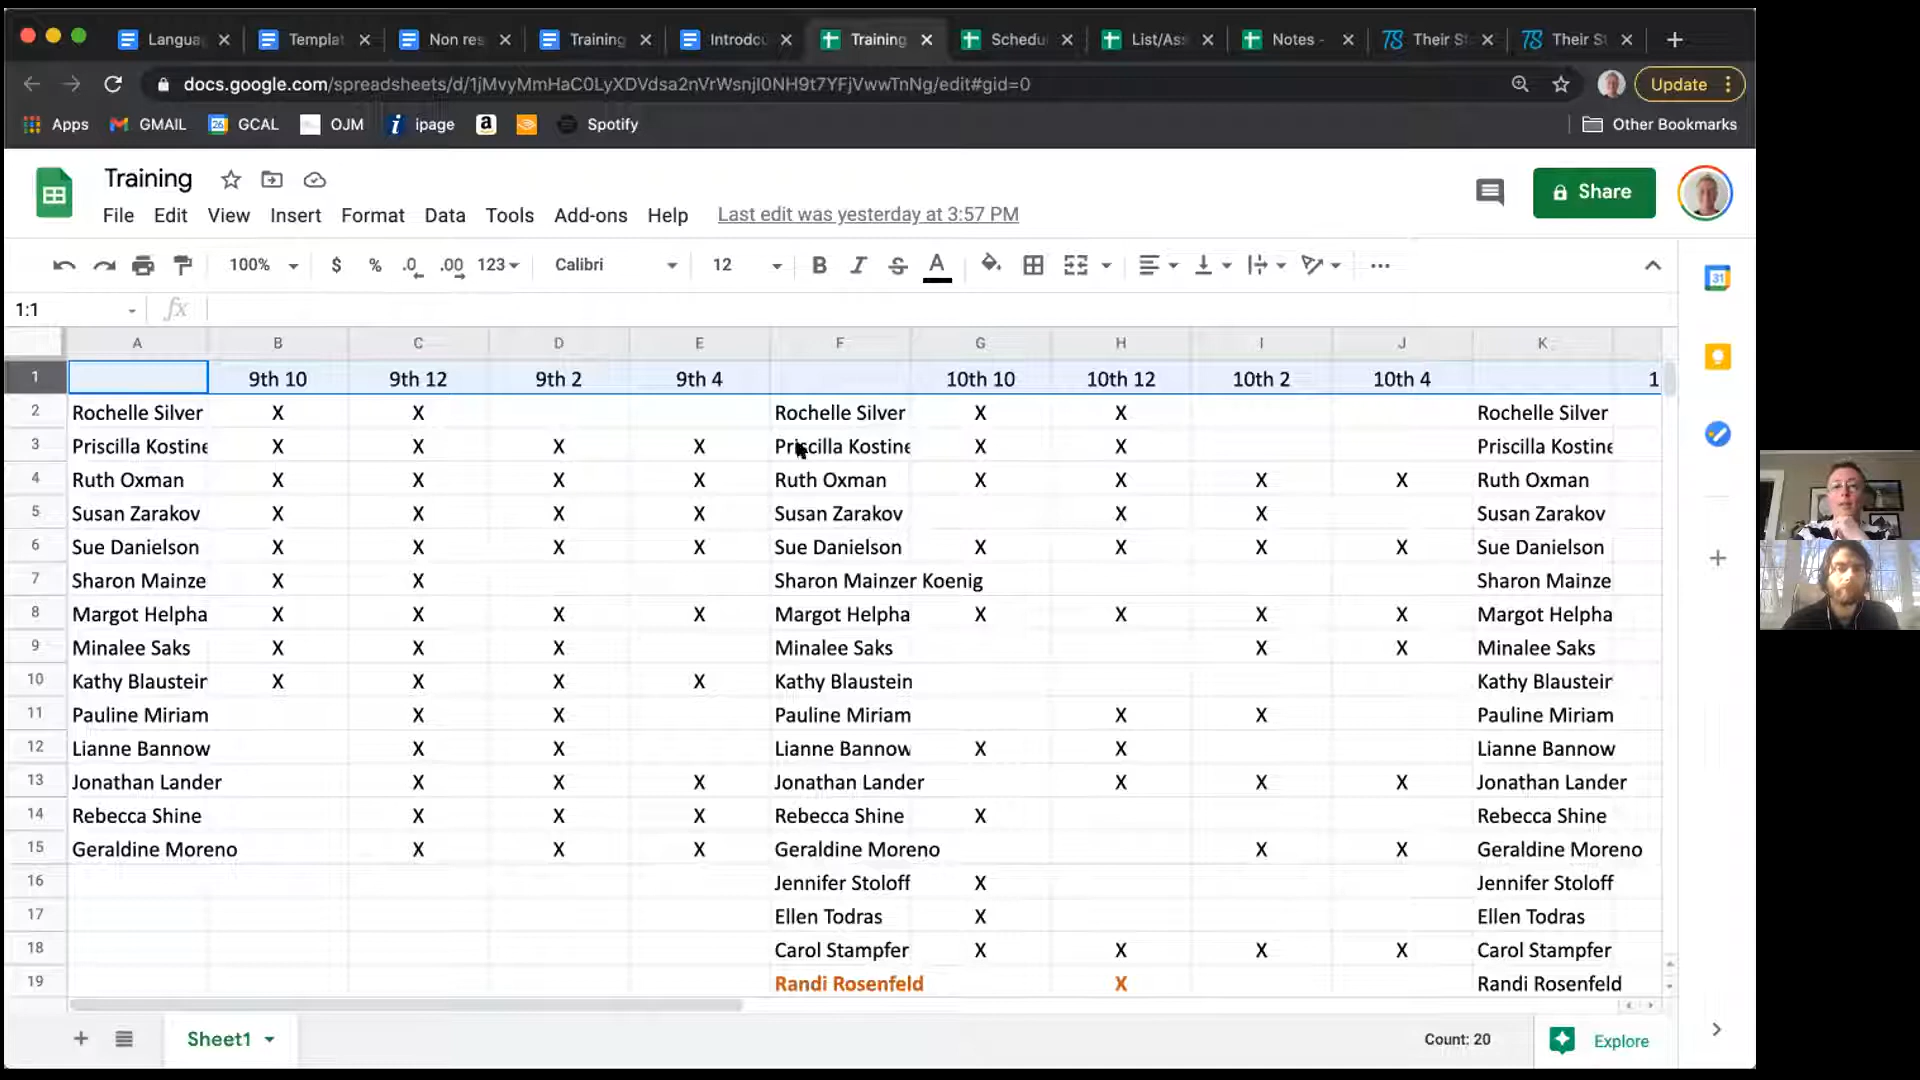 Langua Templat Non res Training Introdcu Training Schedu List/Ass Notes - TS Their S TS Their S
docs.google.com/spreadsheets/d/1jMvyMmHaC0LyXDVdsa2nVrWsnjI0NH9t7YFjVwwTnNg/edit#gid=0 Update
Apps GMAIL 26 GCAL OJM i ipage a Spotify Other Bookmarks
Training
File Edit View Insert Format Data Tools Add-ons Help Last edit was yesterday at 3:57 PM Share
100% $ % .0 .00 123 Calibri 12 B I S A 31
1:1 fx
A B C D E F G H I J K
1 9th 10 9th 12 9th 2 9th 4 10th 10 10th 12 10th 2 10th 4 1
2 Rochelle Silver X X Rochelle Silver X X Rochelle Silver
3 Priscilla Kostine X X X X Priscilla Kostine X X Priscilla Kostine
4 Ruth Oxman X X X X Ruth Oxman X X X X Ruth Oxman
5 Susan Zarakov X X X X Susan Zarakov X X Susan Zarakov
6 Sue Danielson X X X X Sue Danielson X X X X Sue Danielson
7 Sharon Mainze X X Sharon Mainzer Koenig Sharon Mainze
8 Margot Helpha X X X X Margot Helpha X X X X Margot Helpha
9 Minalee Saks X X X Minalee Saks X X Minalee Saks
10 Kathy Blaustein X X X X Kathy Blaustein Kathy Blaustein
11 Pauline Miriam X X Pauline Miriam X X Pauline Miriam
12 Lianne Bannow X X Lianne Bannow X X Lianne Bannow
13 Jonathan Lander X X X Jonathan Lander X X X Jonathan Lander
14 Rebecca Shine X X X Rebecca Shine X Rebecca Shine
15 Geraldine Moreno X X X Geraldine Moreno X X Geraldine Moreno
16 Jennifer Stoloff X Jennifer Stoloff
17 Ellen Todras X Ellen Todras
18 Carol Stampfer X X X X Carol Stampfer
19 Randi Rosenfeld X Randi Rosenfeld
Sheet1 Count: 20 Explore